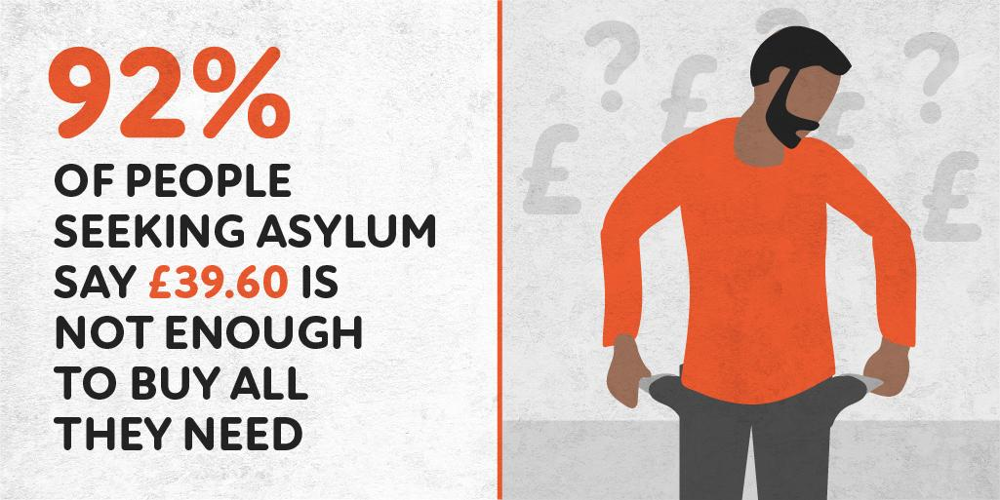 92%
OF PEOPLE
SEEKING ASYLUM
SAY £39.60 IS
NOT ENOUGH
TO BUY ALL
THEY NEED
? ? ?
£ £ £ £